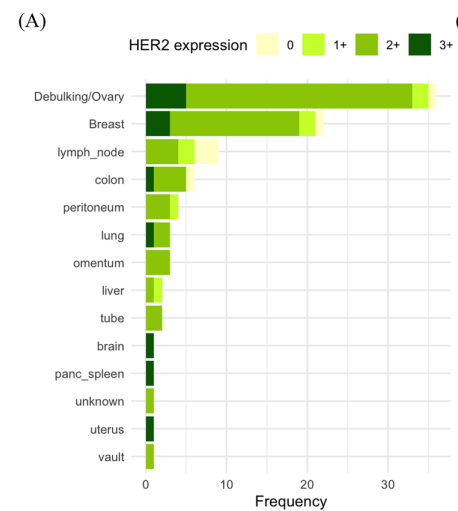 (A)
(
HER2 expression 0 1+ 2+ 3+
Debulking/Ovary
Breast
lymph_node
colon
peritoneum
lung
omentum
liver
tube
brain
panc_spleen
unknown
uterus
vault
0 10 20 30
Frequency